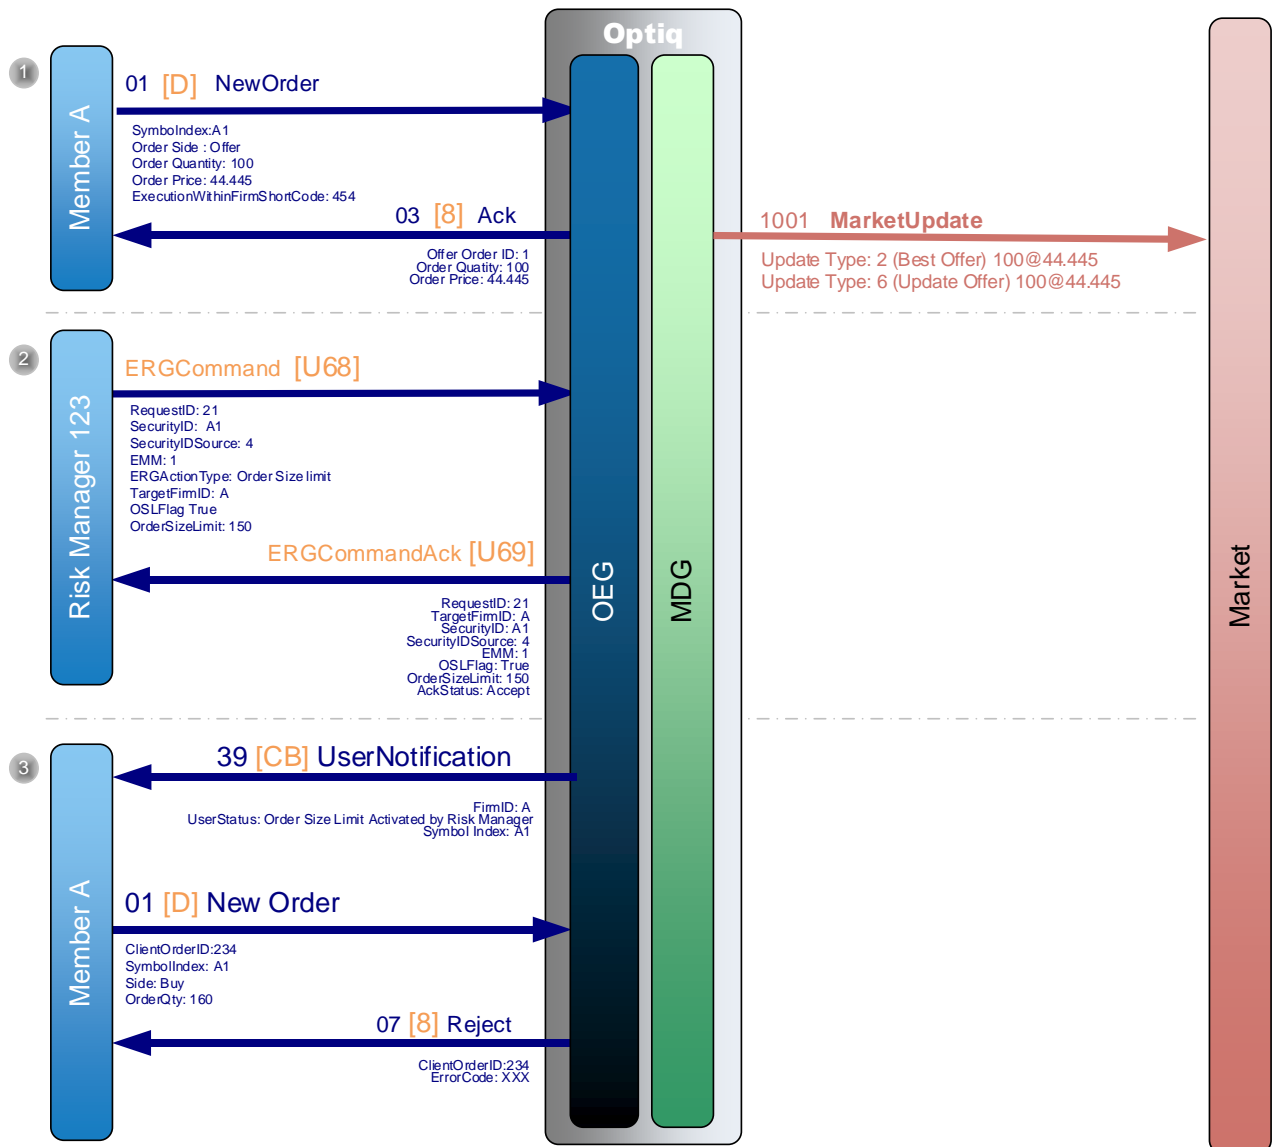 Optiq
1
Member A
01 [D] NewOrder
SymbolIndex:A1
Order Side : Offer
Order Quantity: 100
Order Price: 44.445
ExecutionWithinFirmShortCode: 454
03 [8] Ack
Offer Order ID: 1
Order Quatity: 100
Order Price: 44.445
1001 MarketUpdate
Update Type: 2 (Best Offer) 100@44.445
Update Type: 6 (Update Offer) 100@44.445
2
Risk Manager 123
ERGCommand [U68]
RequestID: 21
SecurityID: A1
SecurityIDSource: 4
EMM: 1
ERGActionType: Order Size limit
TargetFirmID: A
OSLFlag True
OrderSizeLimit: 150
ERGCommandAck [U69]
RequestID: 21
TargetFirmID: A
SecurityID: A1
SecurityIDSource: 4
EMM: 1
OSLFlag: True
OrderSizeLimit: 150
AckStatus: Accept
OEG
MDG
Market
3
Member A
39 [CB] UserNotification
FirmID: A
UserStatus: Order Size Limit Activated by Risk Manager
Symbol Index: A1
01 [D] New Order
ClientOrderID:234
SymbolIndex: A1
Side: Buy
OrderQty: 160
07 [8] Reject
ClientOrderID:234
ErrorCode: XXX